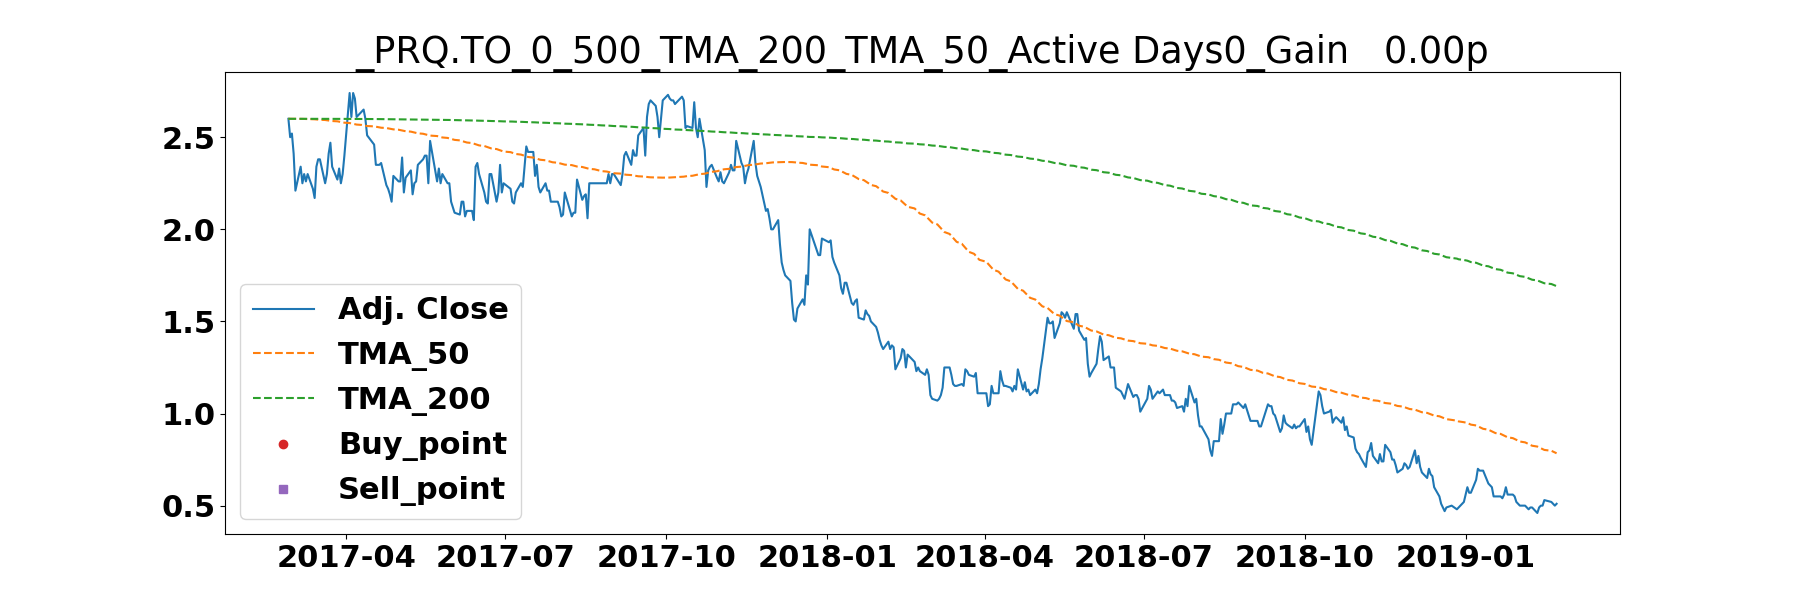 _PRQ.TO_0_500_TMA_200_TMA_50_Active Days0_Gain   0.00p
2.5
2.0
1.5
1.0
0.5
Adj. Close
TMA_50
TMA_200
Buy_point
Sell_point
2017-04 2017-07 2017-10 2018-01 2018-04 2018-07 2018-10 2019-01